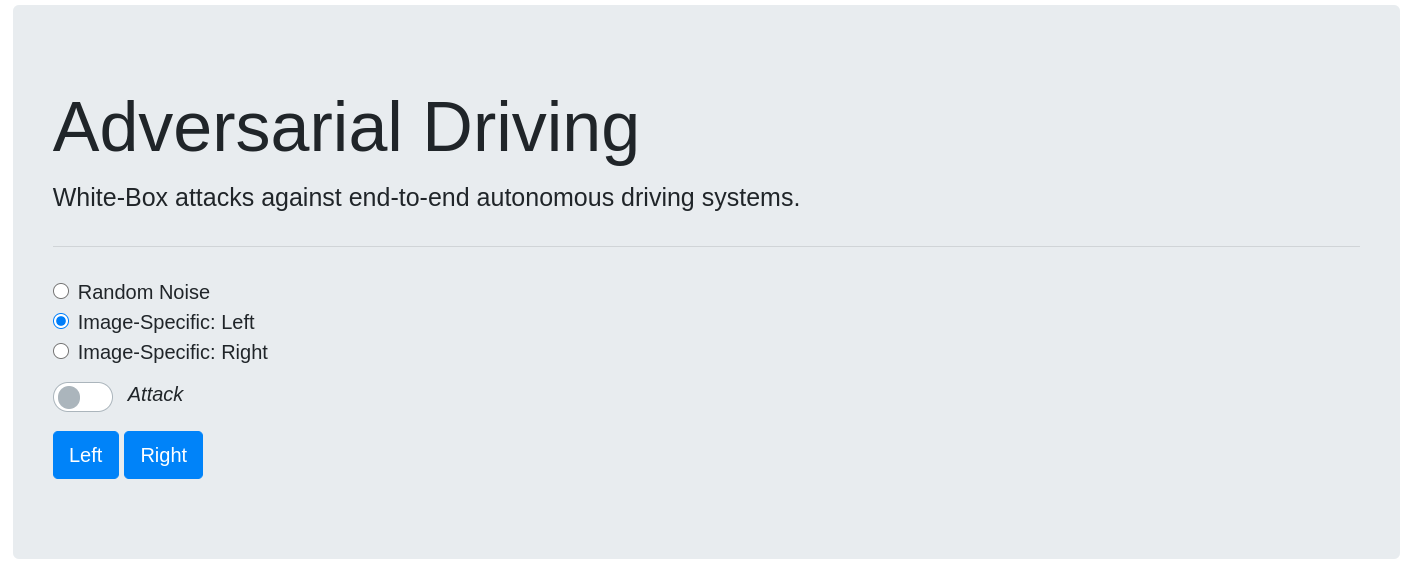 Adversarial Driving
White-Box attacks against end-to-end autonomous driving systems.
Random Noise
Image-Specific: Left
Image-Specific: Right
Attack
Left Right